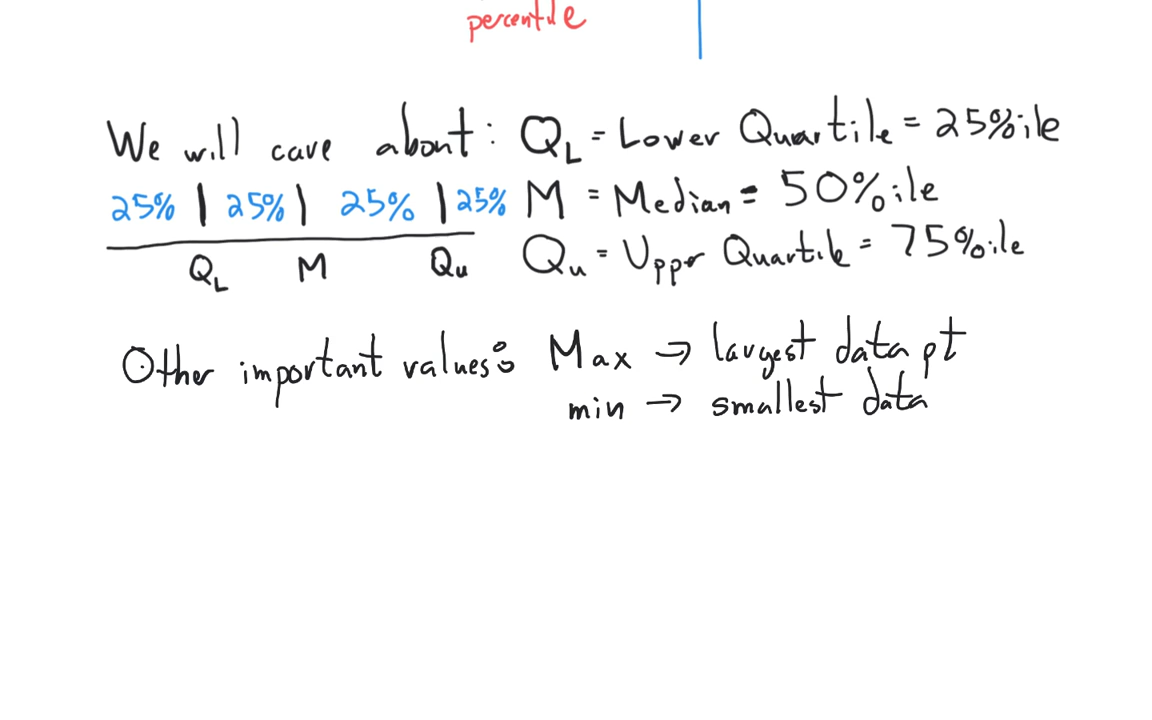 percentile
We will care about: QL = Lower Quartile = 25%ile
25% | 25% | 25% | 25% M = Median = 50%ile
QL M Qu Qu = Upper Quartile = 75%ile
Other important values: Max → largest data pt
min → smallest data